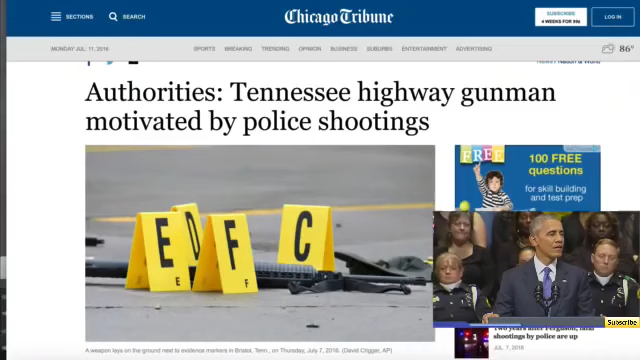 SECTIONS
SEARCH
Chicago Tribune
SUBSCRIBE
4 WEEKS FOR 99¢
LOG IN
MONDAY JUL. 11, 2016
SPORTS BREAKING TRENDING OPINION BUSINESS SUBURBS ENTERTAINMENT ADVERTISING
86°
News / Nation & World
Authorities: Tennessee highway gunman
motivated by police shootings
E
D
F
C
E
F
FREE
100 FREE
questions
for skill building
and test prep
Subscribe
Two years after Ferguson, fatal
shootings by police are up
JUL 7, 2016
A weapon lays on the ground next to evidence markers in Bristol, Tenn., on Thursday, July 7, 2016. (David Crigger, AP)